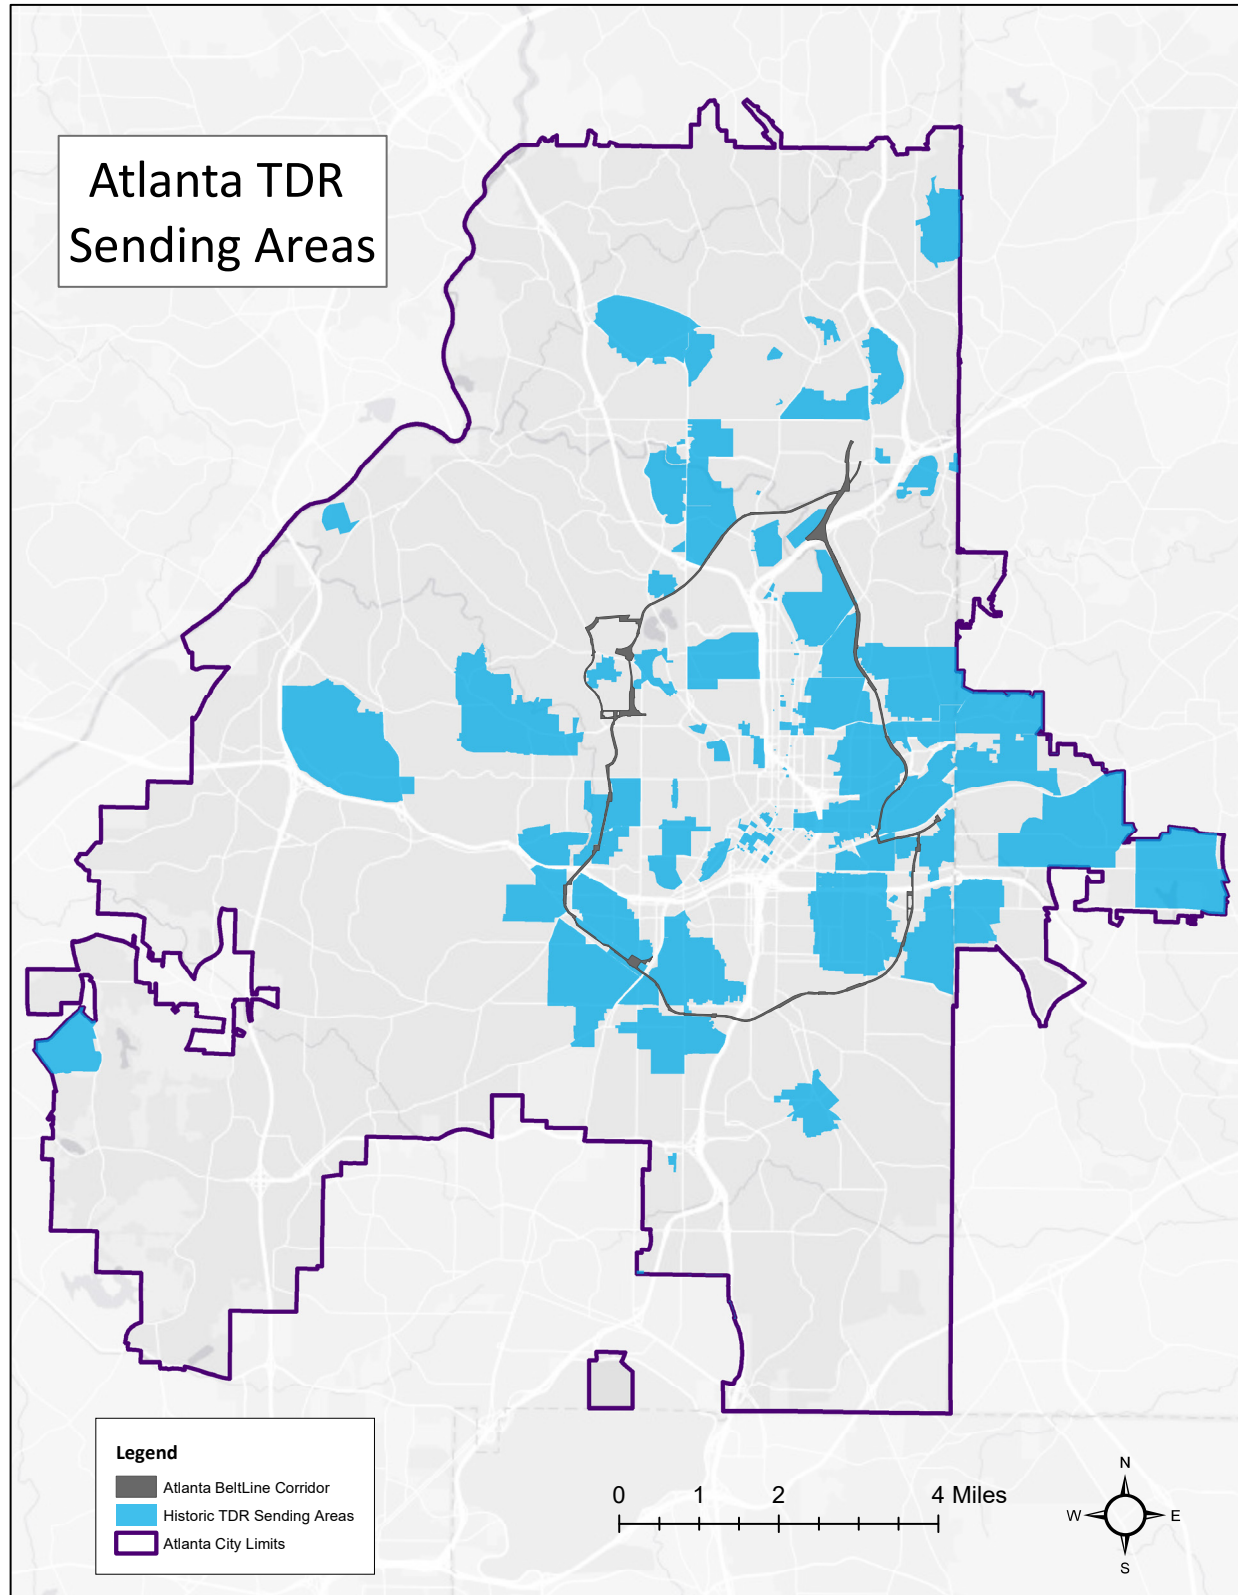 Atlanta TDR
Sending Areas
Legend
Atlanta BeltLine Corridor
Historic TDR Sending Areas
Atlanta City Limits
0 1 2 4 Miles
N
W E
S